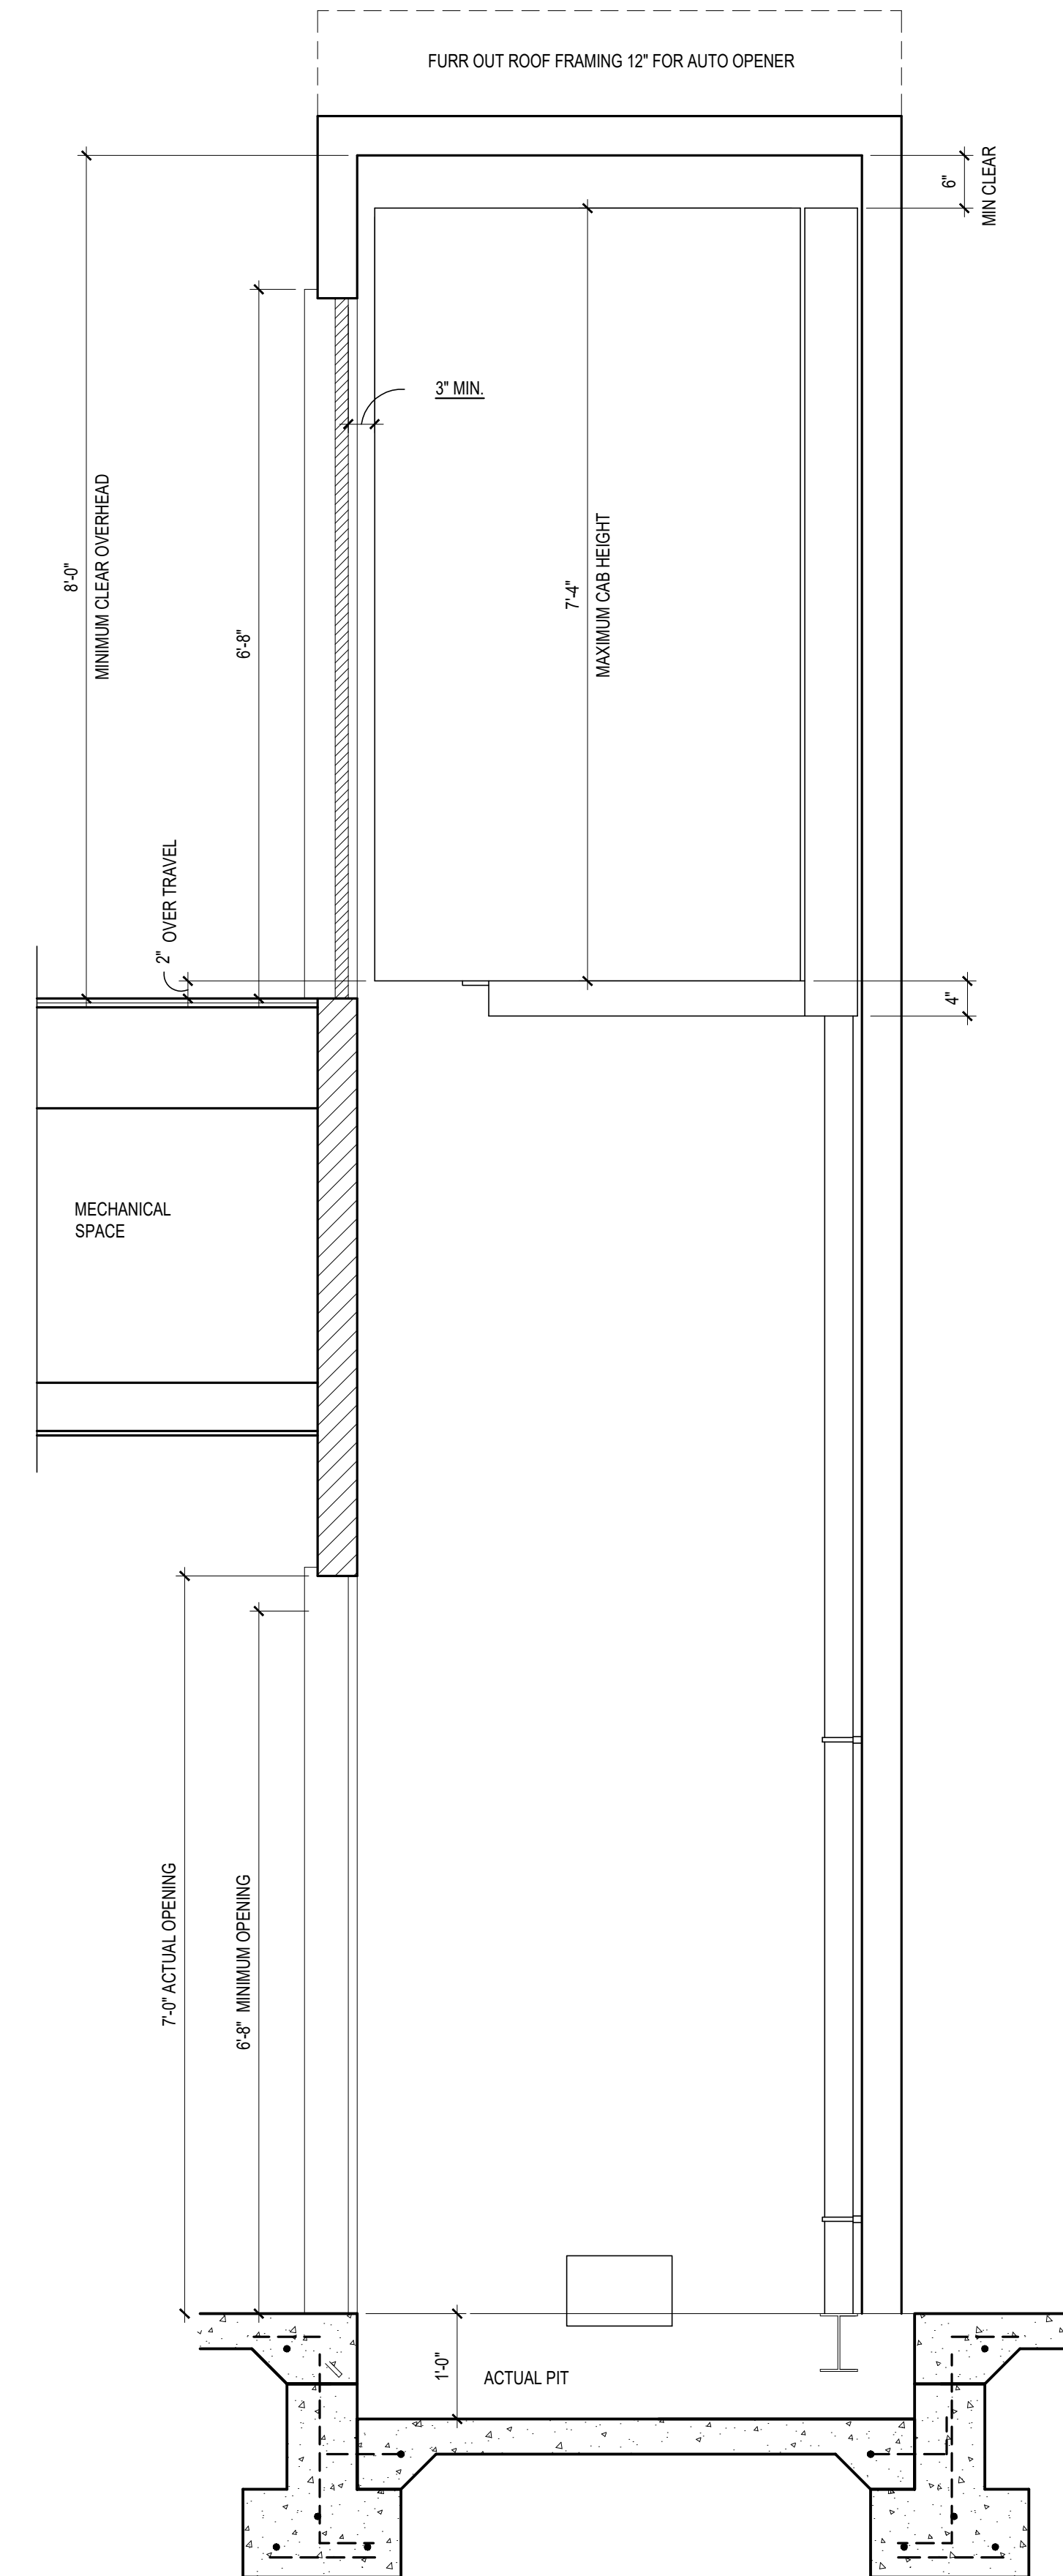 FURR OUT ROOF FRAMING 12" FOR AUTO OPENER
6"
MIN CLEAR
3" MIN.
8'-0"
MINIMUM CLEAR OVERHEAD
6'-8"
7'-4"
MAXIMUM CAB HEIGHT
2" OVER TRAVEL
4"
MECHANICAL
SPACE
7'-0" ACTUAL OPENING
6'-8" MINIMUM OPENING
1'-0"
ACTUAL PIT